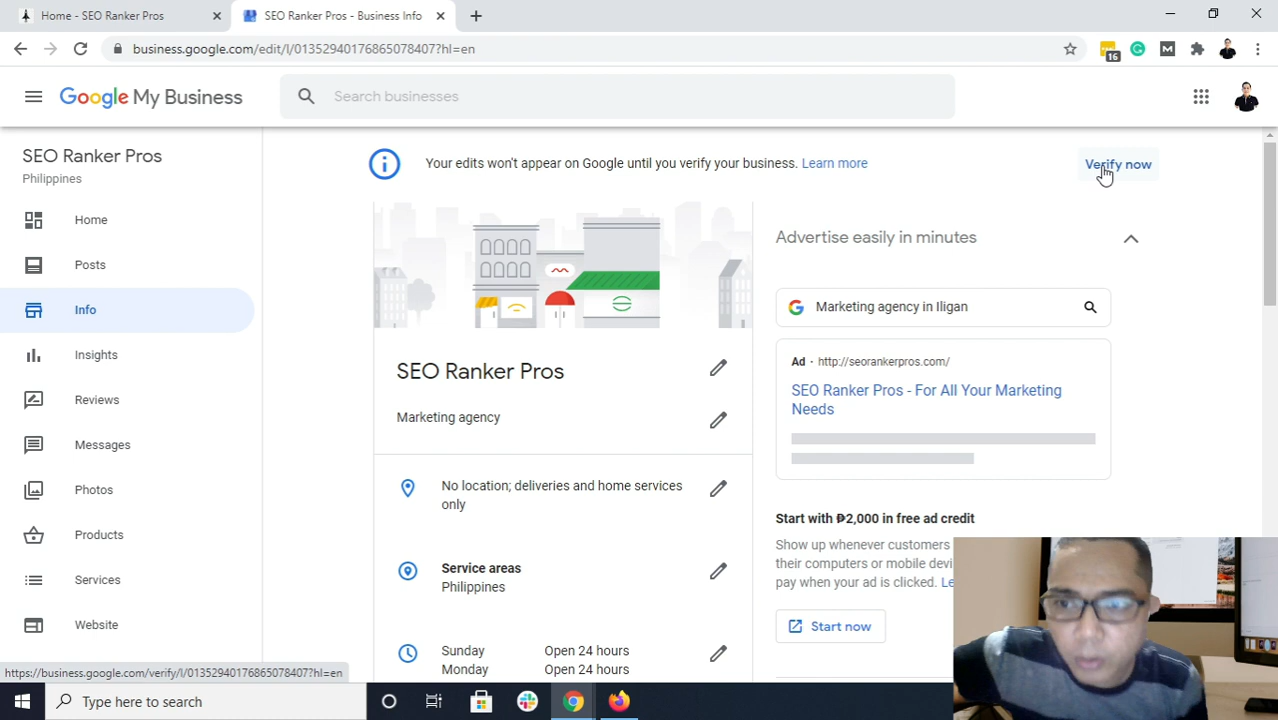 Home - SEO Ranker Pros
SEO Ranker Pros - Business Info
business.google.com/edit/l/01352940176865078407?hl=en
16
M
Google My Business
Search businesses
SEO Ranker Pros
Philippines
Your edits won't appear on Google until you verify your business. Learn more
Verify now
Home
Posts
Info
Insights
Reviews
Messages
Photos
Products
Services
Website
SEO Ranker Pros
Marketing agency
No location; deliveries and home services
only
Service areas
Philippines
Sunday Open 24 hours
Monday Open 24 hours
Advertise easily in minutes
Marketing agency in Iligan
Ad · http://seorankerpros.com/
SEO Ranker Pros - For All Your Marketing
Needs
Start with ₱2,000 in free ad credit
Show up whenever customers
their computers or mobile devi
pay when your ad is clicked. Le
Start now
https://business.google.com/verify/l/01352940176865078407?hl=en
Type here to search